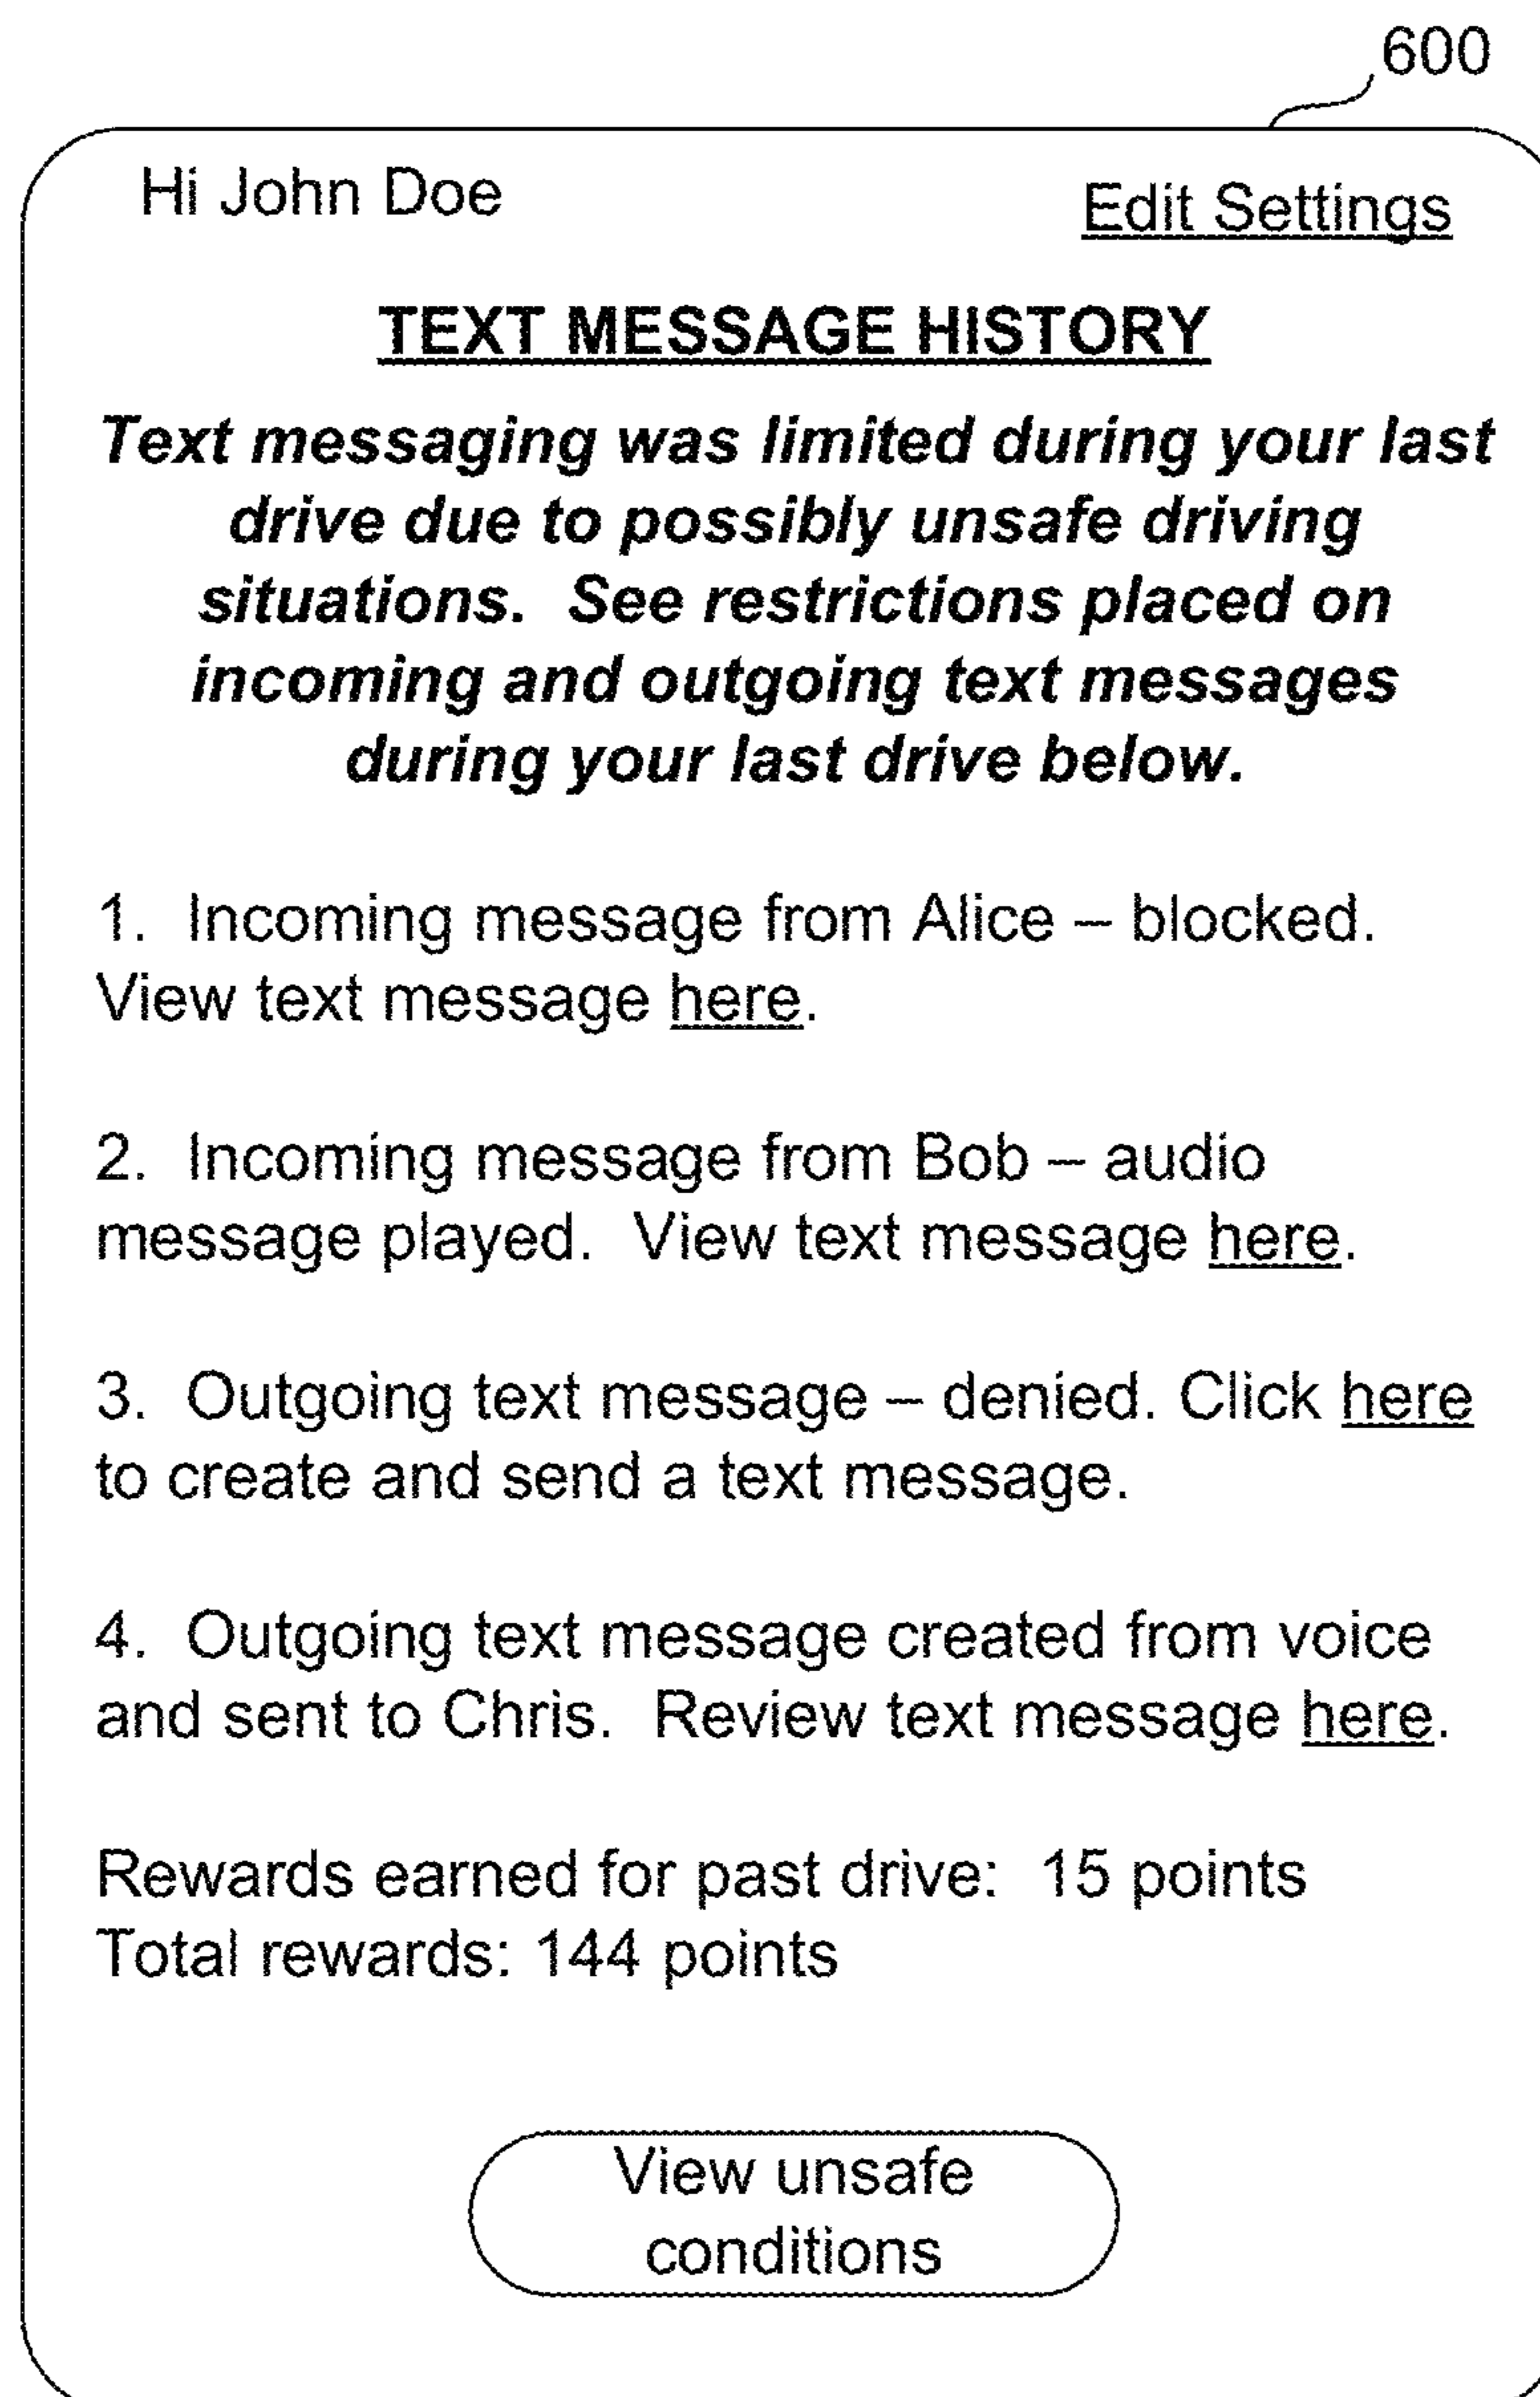 600
Hi John Doe
Edit Settings
TEXT MESSAGE HISTORY
Text messaging was limited during your last
drive due to possibly unsafe driving
situations.  See restrictions placed on
incoming and outgoing text messages
during your last drive below.
1.  Incoming message from Alice – blocked.
View text message here.
2.  Incoming message from Bob – audio
message played.  View text message here.
3.  Outgoing text message – denied. Click here
to create and send a text message.
4.  Outgoing text message created from voice
and sent to Chris.  Review text message here.
Rewards earned for past drive:  15 points
Total rewards: 144 points
View unsafe
conditions